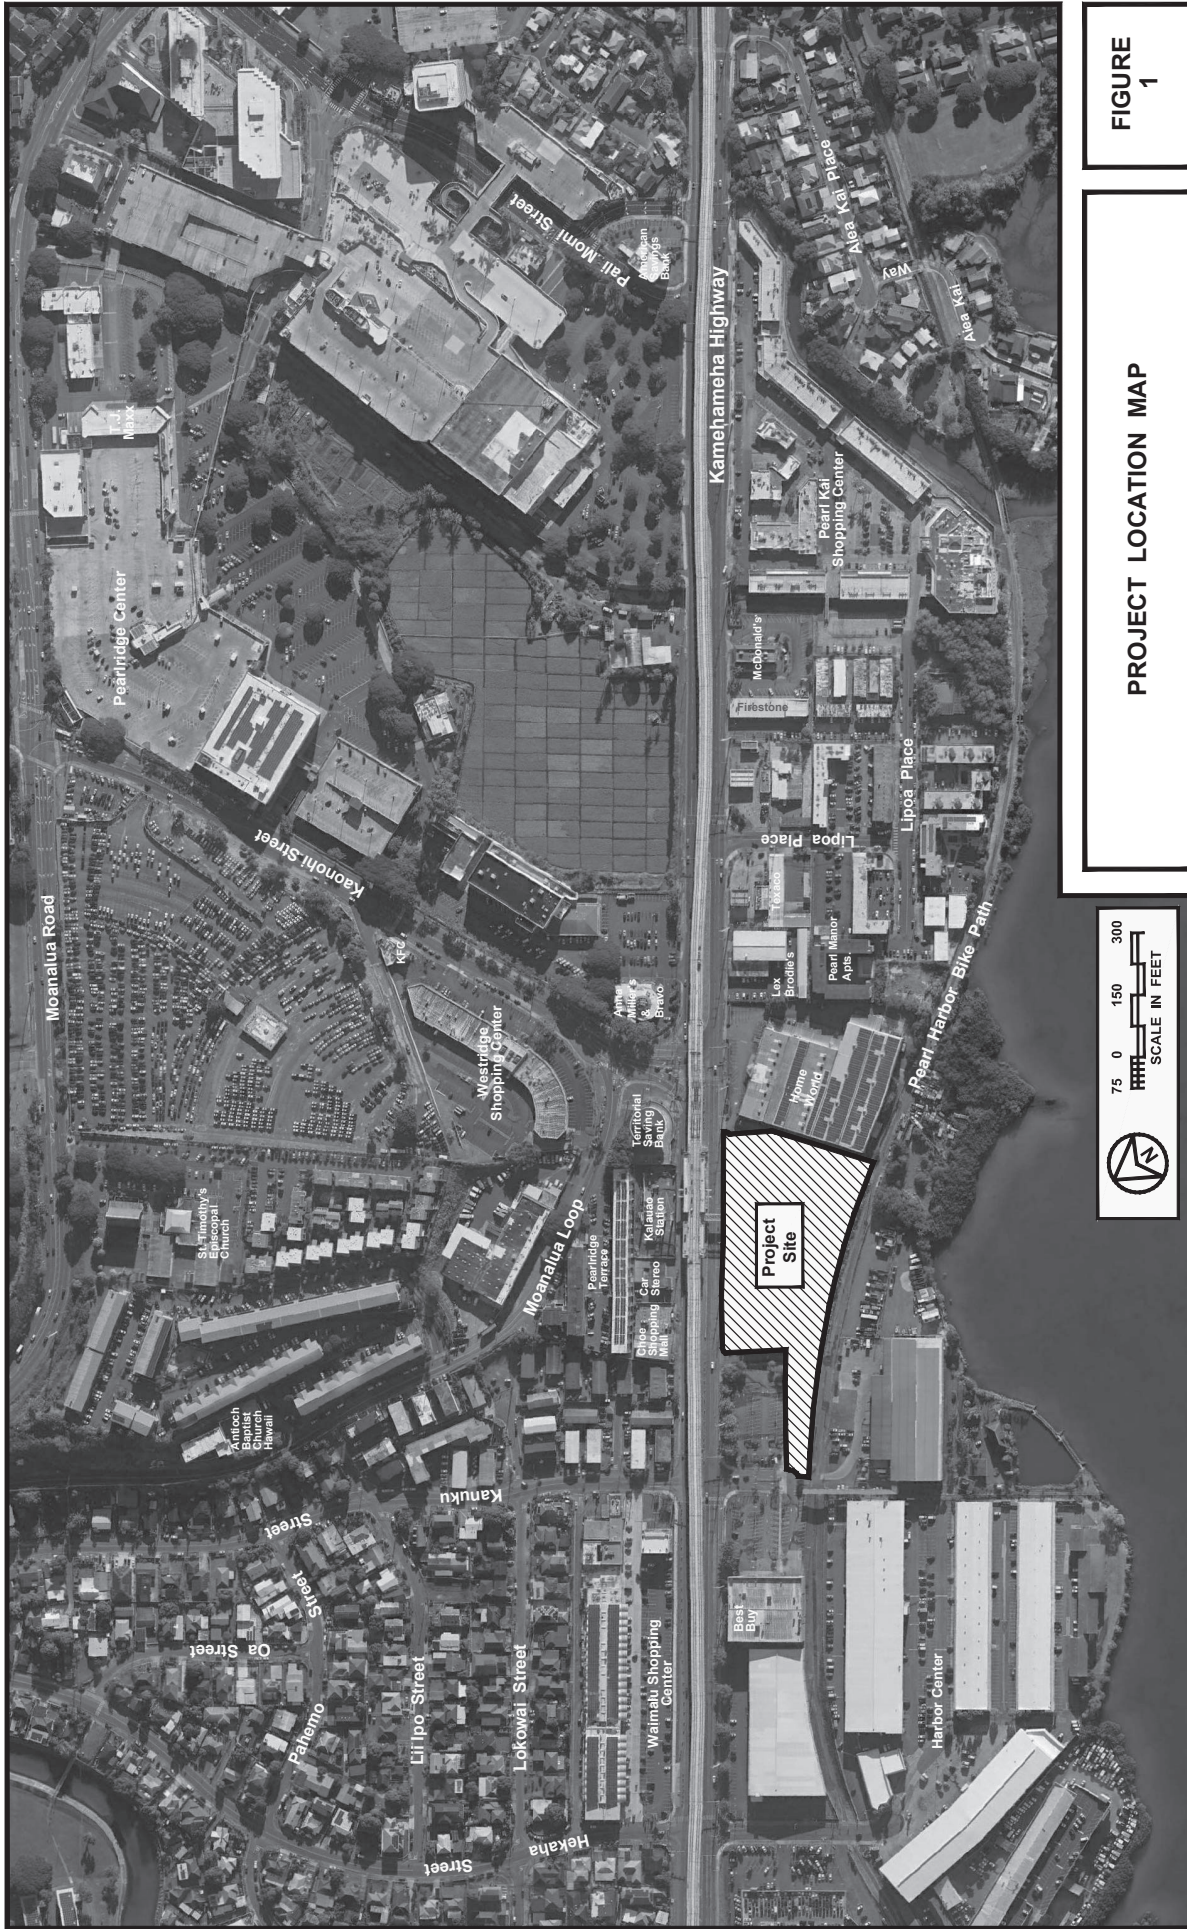 FIGURE
1
PROJECT LOCATION MAP
75 0 150 300
SCALE IN FEET
N
Moanalua Road
Pearlridge Center
T.J.
Maxx
Kaonohi Street
Pali Momi Street
American
Savings
Bank
Kamehameha Highway
Aiea Kai Place
Aiea Kai
Way
Pearl Kai
Shopping Center
McDonald's
Firestone
Lipoa Place
Lipoa Place
Texaco
Lex
Brodie's
Pearl Manor
Apts.
Pearl Harbor Bike Path
KFC
Anna
Miller's
&
Bravo
Westridge
Shopping Center
Home
World
Territorial
Saving
Bank
St. Timothy's
Episcopal
Church
Moanalua Loop
Pearlridge
Terrace
Kalauao
Station
Car
Stereo
Choe
Shopping
Mall
Project
Site
Antioch
Baptist
Church
Hawaii
Kanuku
Street
Pahemo
Street
Oa Street
Lii Ipo Street
Lokowai Street
Hekaha
Street
Waimalu Shopping
Center
Best
Buy
Harbor Center